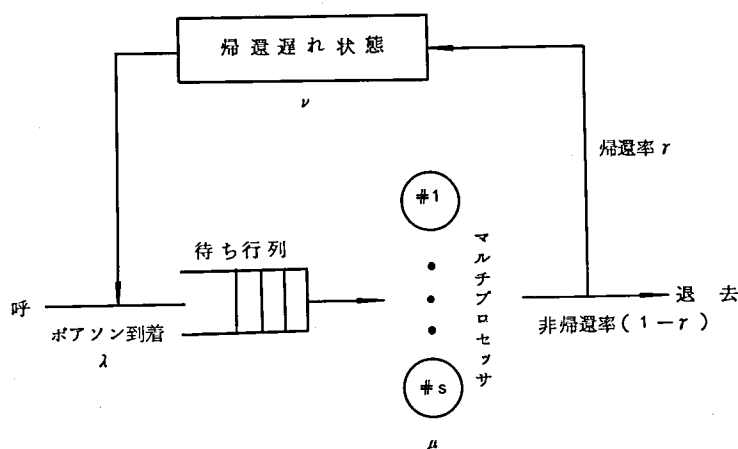 帰還遅れ状態
ν
帰還率 r
#1
待ち行列
マルチプロセッサ
呼
ポアソン到着
λ
退去
非帰還率(1-r)
#s
μ